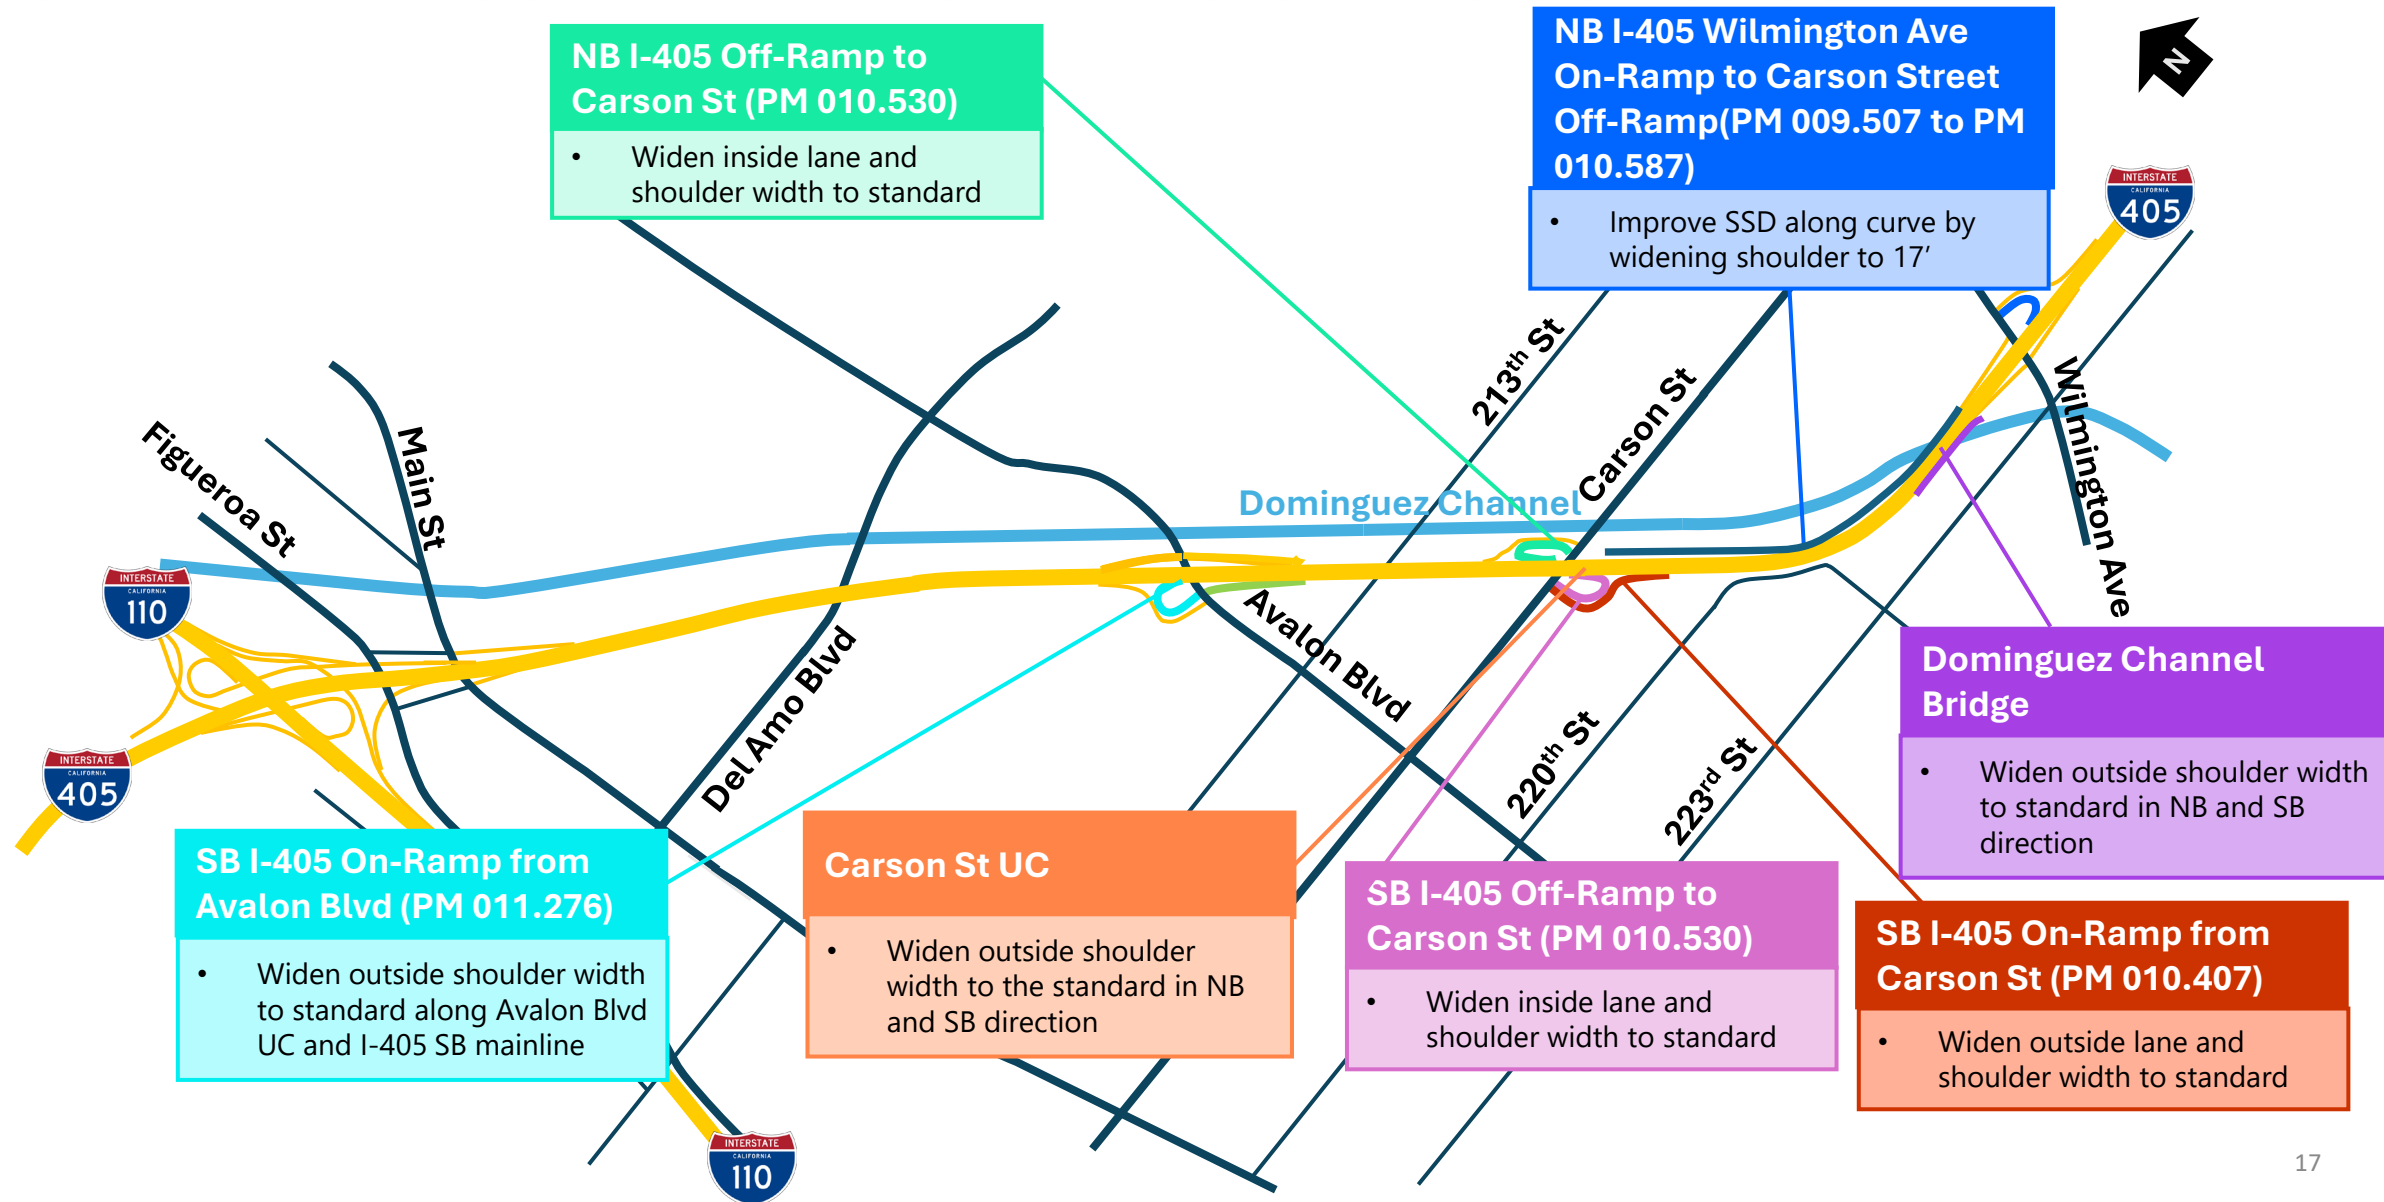 NB I-405 Off-Ramp to
Carson St (PM 010.530)
• Widen inside lane and
shoulder width to standard
NB I-405 Wilmington Ave
On-Ramp to Carson Street
Off-Ramp(PM 009.507 to PM
010.587)
• Improve SSD along curve by
widening shoulder to 17’
N
INTERSTATE
CALIFORNIA
405
213th St
Carson St
Wilmington Ave
Figueroa St
Main St
Dominguez Channel
INTERSTATE
CALIFORNIA
110
Avalon Blvd
Del Amo Blvd
220th St
223rd St
INTERSTATE
CALIFORNIA
405
Dominguez Channel
Bridge
• Widen outside shoulder width
to standard in NB and SB
direction
SB I-405 On-Ramp from
Avalon Blvd (PM 011.276)
• Widen outside shoulder width
to standard along Avalon Blvd
UC and I-405 SB mainline
Carson St UC
• Widen outside shoulder
width to the standard in NB
and SB direction
SB I-405 Off-Ramp to
Carson St (PM 010.530)
• Widen inside lane and
shoulder width to standard
SB I-405 On-Ramp from
Carson St (PM 010.407)
• Widen outside lane and
shoulder width to standard
INTERSTATE
CALIFORNIA
110
17